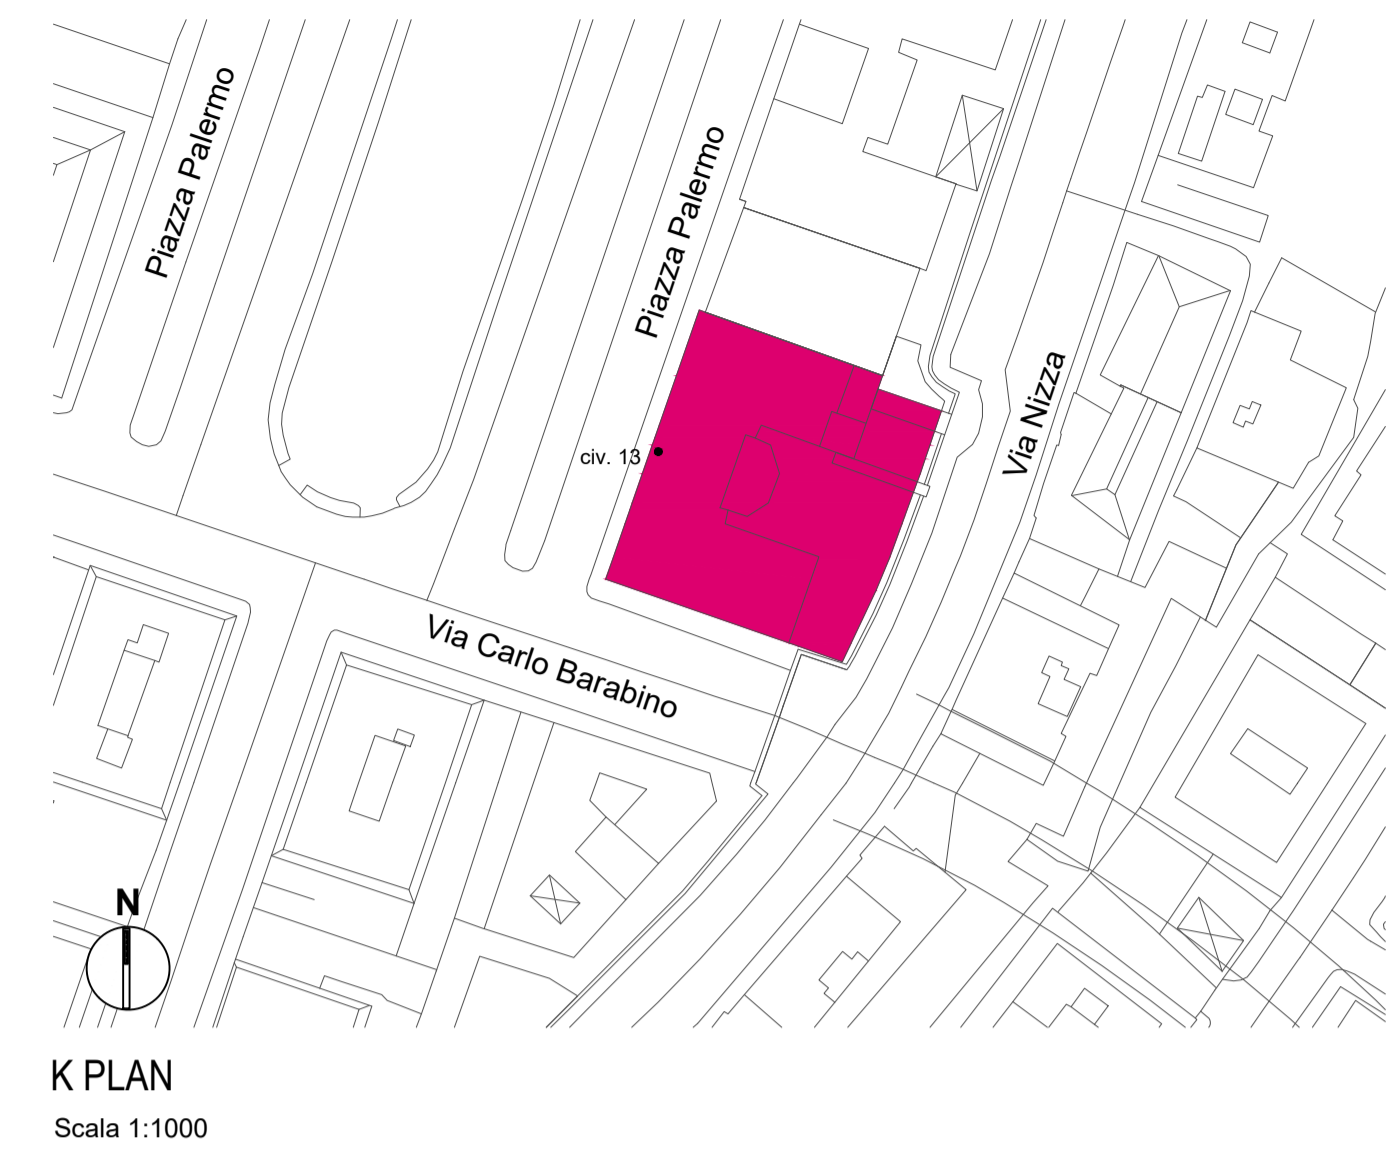 Piazza Palermo
Piazza Palermo
Via Nizza
civ. 13
Via Carlo Barabino
N
K PLAN
Scala 1:1000